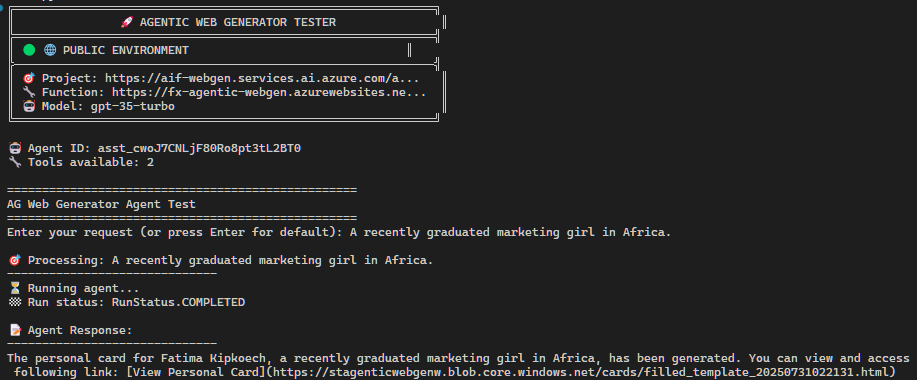 🚀 AGENTIC WEB GENERATOR TESTER
🟢 🌐 PUBLIC ENVIRONMENT
🎯 Project: https://aif-webgen.services.ai.azure.com/a...
🔧 Function: https://fx-agentic-webgen.azurewebsites.ne...
🤖 Model: gpt-35-turbo
🤖 Agent ID: asst_cwoJ7CNLjF80Ro8pt3tL2BT0
🔧 Tools available: 2
==================================================
AG Web Generator Agent Test
==================================================
Enter your request (or press Enter for default): A recently graduated marketing girl in Africa.
🎯 Processing: A recently graduated marketing girl in Africa.
------------------------------
⏳ Running agent...
🏁 Run status: RunStatus.COMPLETED
📝 Agent Response:
------------------------------
The personal card for Fatima Kipkoech, a recently graduated marketing girl in Africa, has been generated. You can view and access
following link: [View Personal Card](https://stagenticwebgenw.blob.core.windows.net/cards/filled_template_20250731022131.html)